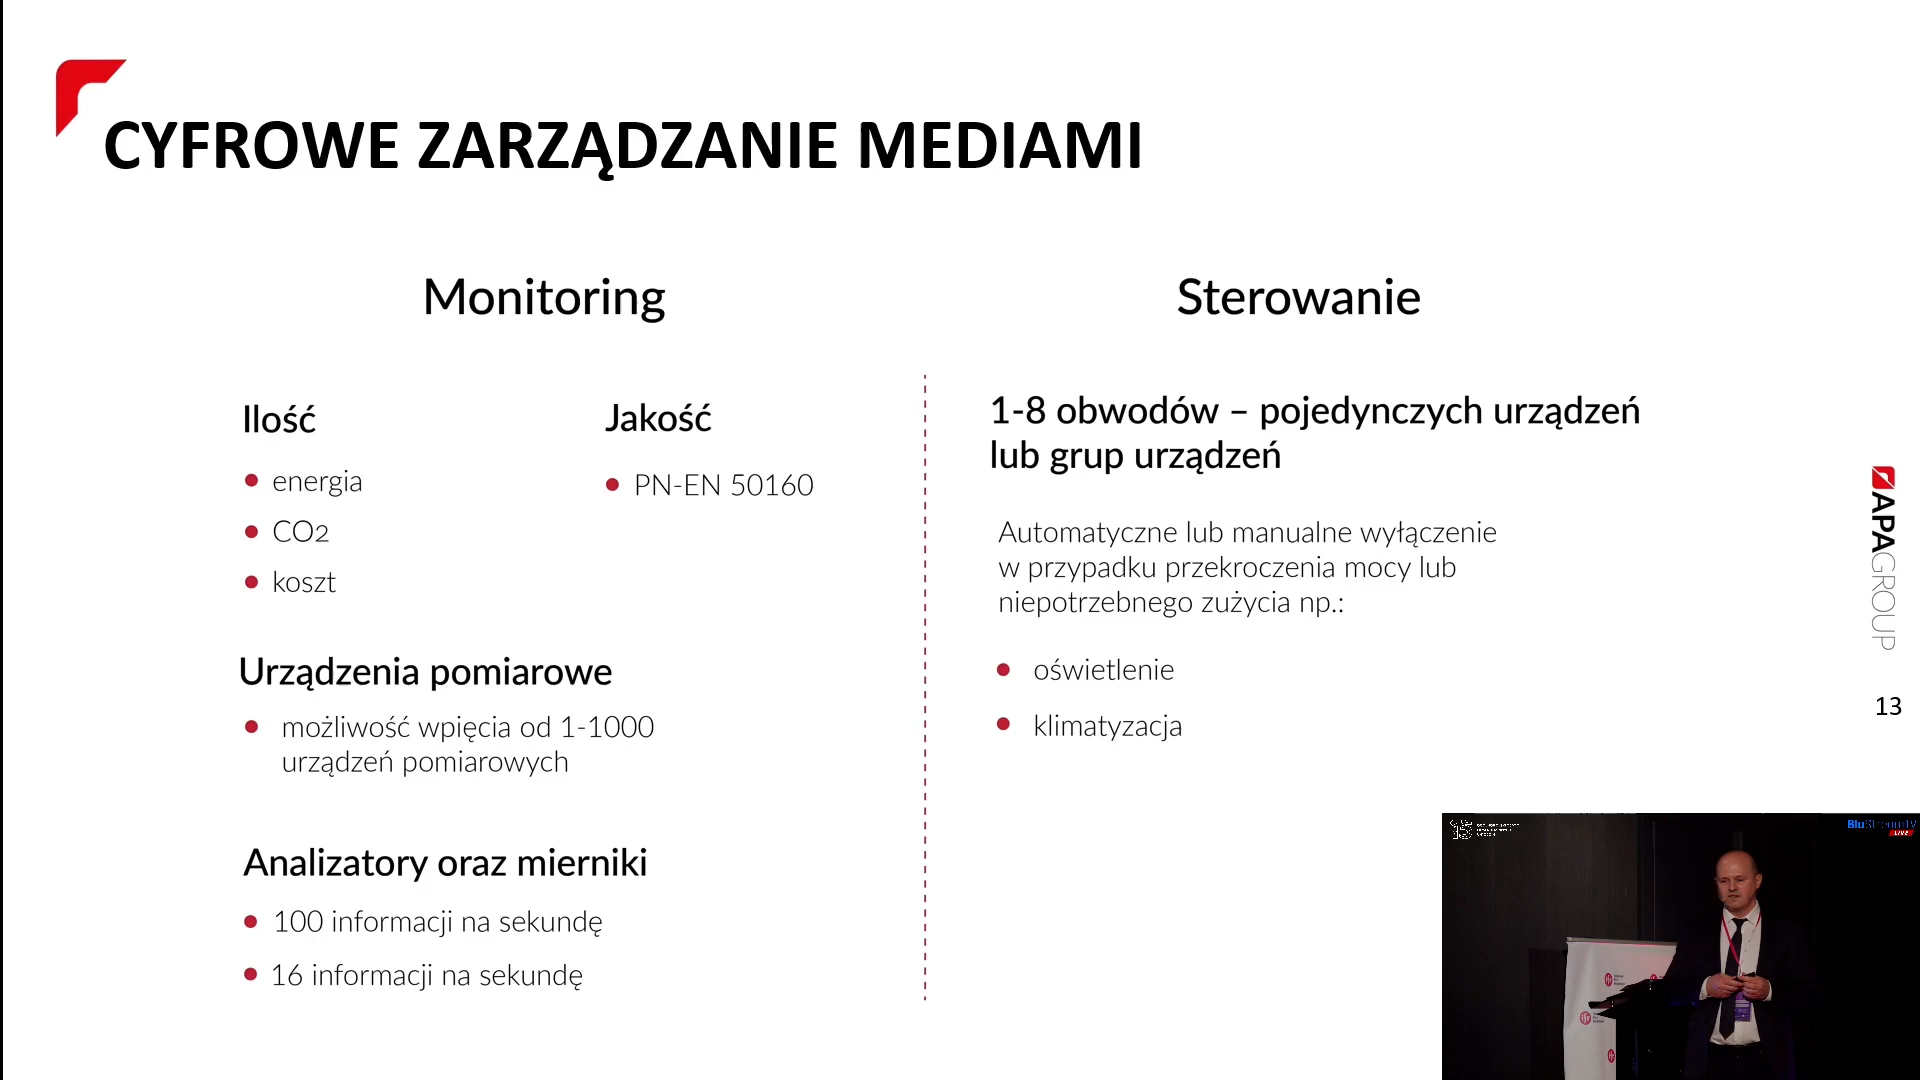 CYFROWE ZARZĄDZANIE MEDIAMI
Monitoring
Ilość
energia
CO2
koszt
Jakość
PN-EN 50160
Urządzenia pomiarowe
możliwość wpięcia od 1-1000
urządzeń pomiarowych
Analizatory oraz mierniki
100 informacji na sekundę
16 informacji na sekundę
Sterowanie
1-8 obwodów – pojedynczych urządzeń
lub grup urządzeń
Automatyczne lub manualne wyłączenie
w przypadku przekroczenia mocy lub
niepotrzebnego zużycia np.:
oświetlenie
klimatyzacja
APAGROUP
13
BluStreamTV
LIVE